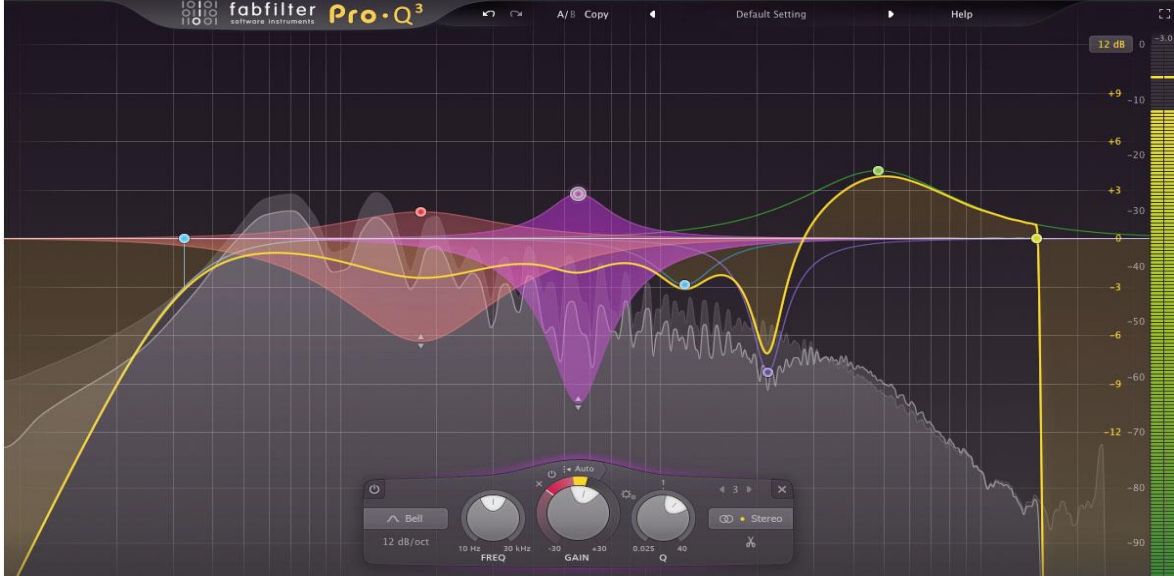 fabfilter Pro·Q³ A/B Copy Default Setting Help
software instruments
-3.0
12 dB 0
+9 -10
+6 -20
+3 -30
0 -40
-3 -50
-6 -60
-9
-12 -70
-80
-90
Auto
1
3
Bell
Stereo
12 dB/oct
10 Hz 30 kHz -30 +30 0.025 40
FREQ GAIN Q